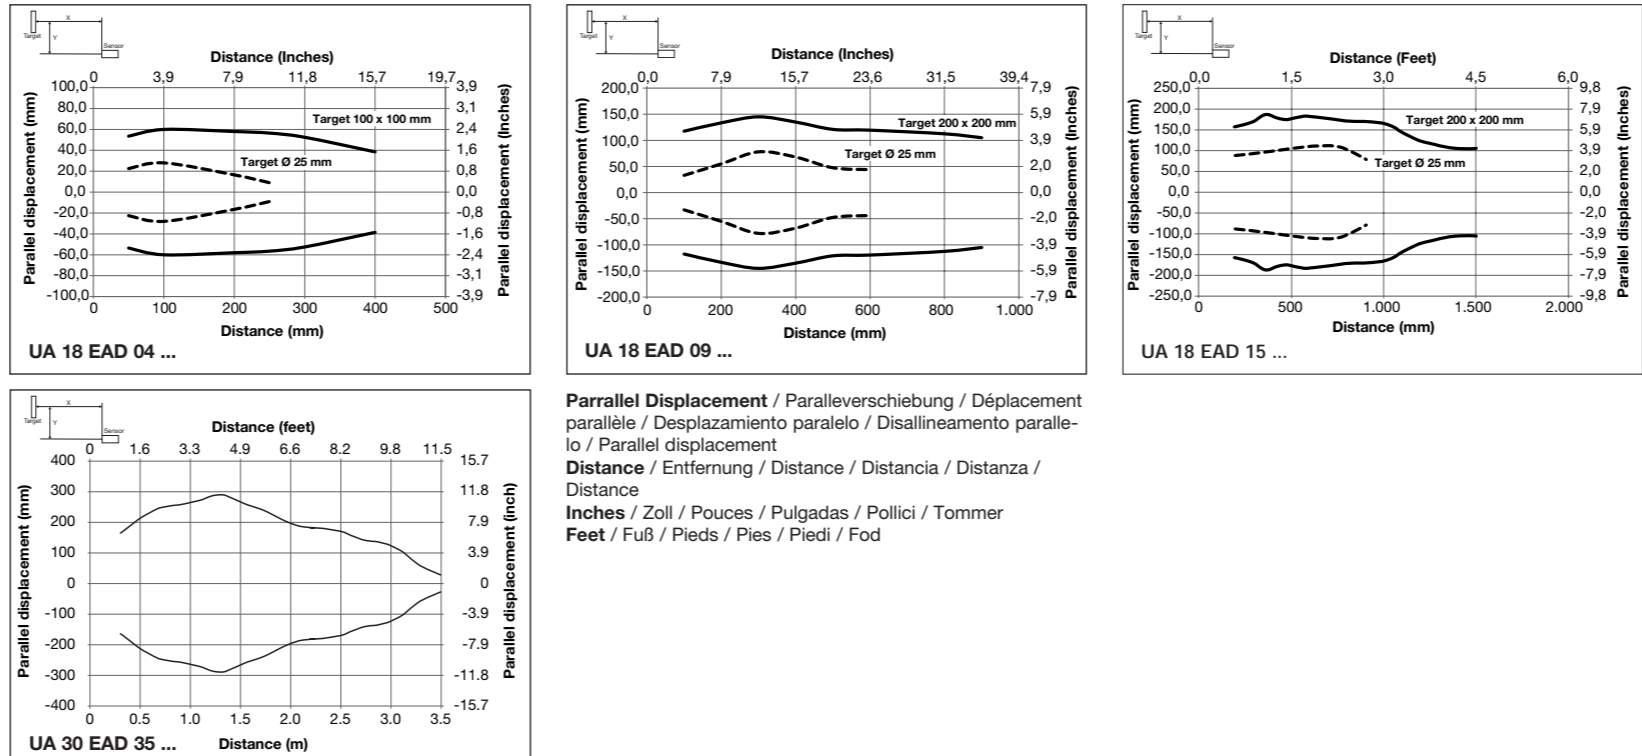 X
Target
Y
Sensor
Distance (Inches)
0 3,9 7,9 11,8 15,7 19,7
Parallel displacement (mm)
100,0
80,0
60,0
40,0
20,0
0,0
-20,0
-40,0
-60,0
-80,0
-100,0
Target 100 x 100 mm
Target Ø 25 mm
3,9
3,1
2,4
1,6
0,8
0,0
-0,8
-1,6
-2,4
-3,1
-3,9
Parallel displacement (Inches)
0 100 200 300 400 500
Distance (mm)
UA 18 EAD 04 ...
X
Target
Y
Sensor
Distance (Inches)
0,0 7,9 15,7 23,6 31,5 39,4
Parallel displacement (mm)
200,0
150,0
100,0
50,0
0,0
-50,0
-100,0
-150,0
-200,0
Target 200 x 200 mm
Target Ø 25 mm
7,9
5,9
3,9
2,0
0,0
-2,0
-3,9
-5,9
-7,9
Parallel displacement (Inches)
0 200 400 600 800 1.000
Distance (mm)
UA 18 EAD 09 ...
X
Target
Y
Sensor
Distance (Feet)
0,0 1,5 3,0 4,5 6,0
Parallel displacement (mm)
250,0
200,0
150,0
100,0
50,0
0,0
-50,0
-100,0
-150,0
-200,0
-250,0
Target 200 x 200 mm
Target Ø 25 mm
9,8
7,9
5,9
3,9
2,0
0,0
-2,0
-3,9
-5,9
-7,9
-9,8
Parallel displacement (Inches)
0 500 1.000 1.500 2.000
Distance (mm)
UA 18 EAD 15 ...
X
Target
Y
Sensor
Distance (feet)
0 1.6 3.3 4.9 6.6 8.2 9.8 11.5
Parallel displacement (mm)
400
300
200
100
0
-100
-200
-300
-400
15.7
11.8
7.9
3.9
0
-3.9
-7.9
-11.8
-15.7
Parallel displacement (inch)
0 0.5 1.0 1.5 2.0 2.5 3.0 3.5
UA 30 EAD 35 ... Distance (m)
Parrallel Displacement / Paralleverschiebung / Déplacement
parallèle / Desplazamiento paralelo / Disallineamento paralle-
lo / Parallel displacement
Distance / Entfernung / Distance / Distancia / Distanza /
Distance
Inches / Zoll / Pouces / Pulgadas / Pollici / Tommer
Feet / Fuß / Pieds / Pies / Piedi / Fod